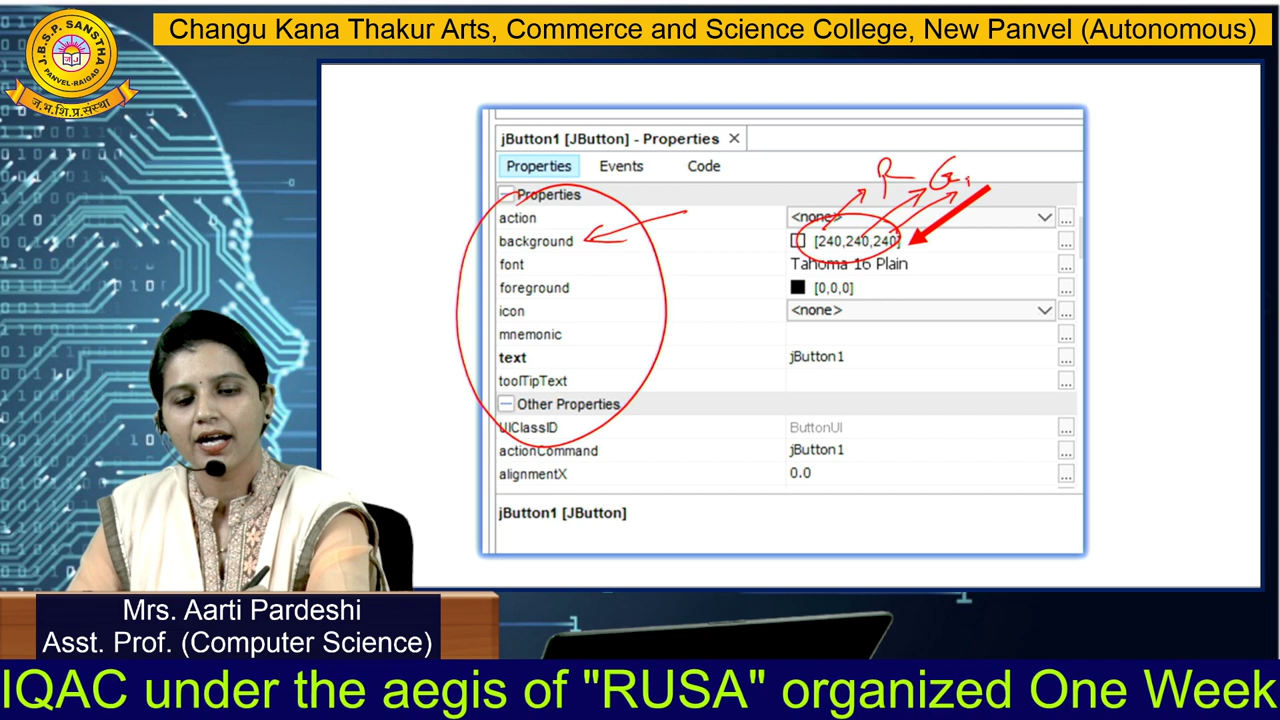 Changu Kana Thakur Arts, Commerce and Science College, New Panvel (Autonomous)
J.B.S.P. SANSTHA
PANVEL-RAIGAD
ज.भ.शि.प्र.संस्था
jButton1 [JButton] - Properties
Properties Events Code
R G
Properties
action <none> ...
background [240,240,240] ...
font Tahoma 16 Plain ...
foreground [0,0,0] ...
icon <none> ...
mnemonic ...
text jButton1 ...
toolTipText ...
Other Properties
UIClassID ButtonUI ...
actionCommand jButton1 ...
alignmentX 0.0 ...
jButton1 [JButton]
Mrs. Aarti Pardeshi
Asst. Prof. (Computer Science)
IQAC under the aegis of "RUSA" organized One Week